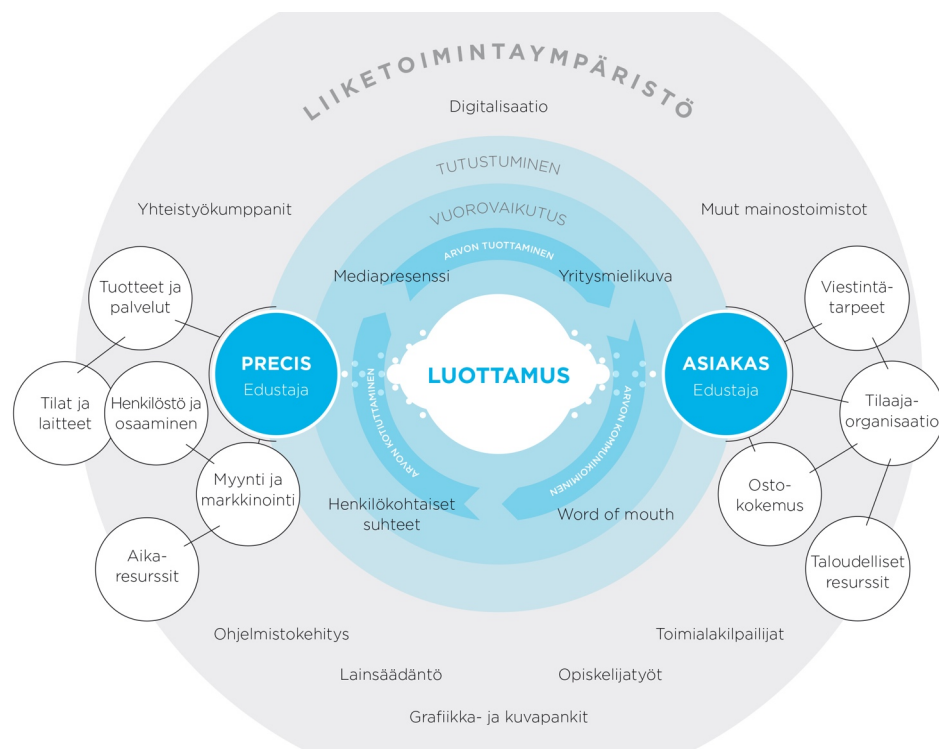 LIIKETOIMINTAYMPÄRISTÖ
Digitalisaatio
TUTUSTUMINEN
VUOROVAIKUTUS
Yhteistyökumppanit
Muut mainostoimistot
ARVON TUOTTAMINEN
Mediapresenssi
Yritysmielikuva
Tuotteet ja
palvelut
Viestintä-
tarpeet
PRECIS
Edustaja
LUOTTAMUS
ASIAKAS
Edustaja
Tilat ja
laitteet
Henkilöstö ja
osaaminen
Tilaaja-
organisaatio
ARVON KOTIUTTAMINEN
ARVON KOMMUNIKOIMINEN
Myynti ja
markkinointi
Osto-
kokemus
Henkilökohtaiset
suhteet
Word of mouth
Aika-
resurssit
Taloudelliset
resurssit
Ohjelmistokehitys
Toimialakilpailijat
Lainsäädäntö
Opiskelijatyöt
Grafiikka- ja kuvapankit